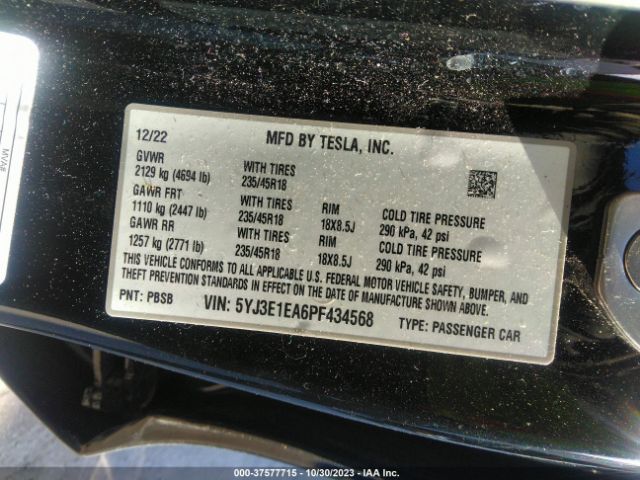 MVA#
12/22 MFD BY TESLA, INC.
GVWR
2129 kg (4694 lb) WITH TIRES 235/45R18
GAWR FRT
1110 kg (2447 lb) WITH TIRES 235/45R18 RIM 18X8.5J COLD TIRE PRESSURE 290 kPa, 42 psi
GAWR RR
1257 kg (2771 lb) WITH TIRES 235/45R18 RIM 18X8.5J COLD TIRE PRESSURE 290 kPa, 42 psi
THIS VEHICLE CONFORMS TO ALL APPLICABLE U.S. FEDERAL MOTOR VEHICLE SAFETY, BUMPER, AND
THEFT PREVENTION STANDARDS IN EFFECT ON THE DATE OF MANUFACTURE SHOWN ABOVE.
PNT: PBSB VIN: 5YJ3E1EA6PF434568 TYPE: PASSENGER CAR
000-37577715 - 10/30/2023 - IAA Inc.